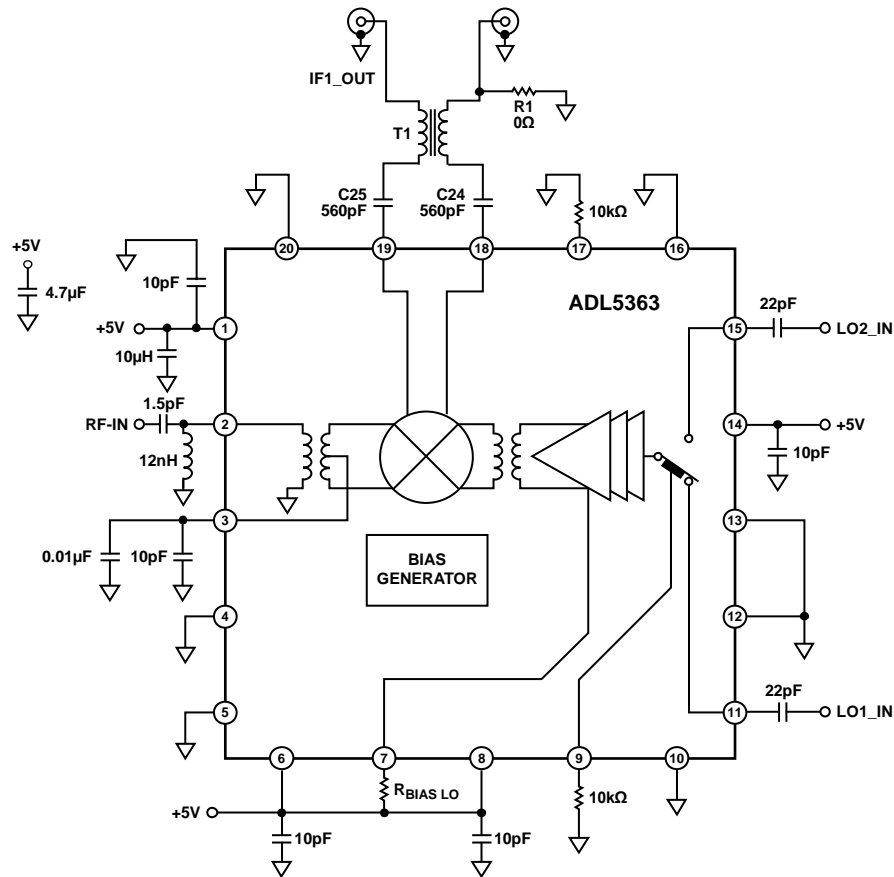 IF1_OUT
R1
0Ω
T1
C25
560pF
C24
560pF
20
19
18
17
10kΩ
16
+5V
4.7µF
10pF
ADL5363
+5V
1
10µH
22pF
15
LO2_IN
1.5pF
RF-IN
2
14
+5V
12nH
10pF
3
13
0.01µF
10pF
BIAS
GENERATOR
4
12
5
22pF
11
LO1_IN
6
7
8
9
10
RBIAS LO
+5V
10kΩ
10pF
10pF